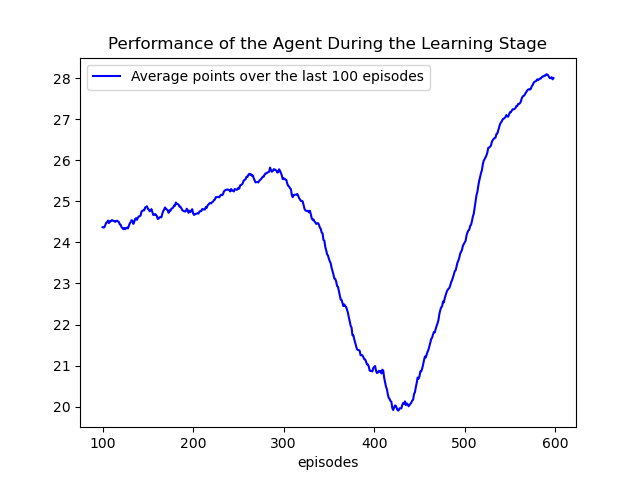 Performance of the Agent During the Learning Stage
Average points over the last 100 episodes
28
27
26
25
24
23
22
21
20
100 200 300 400 500 600
episodes